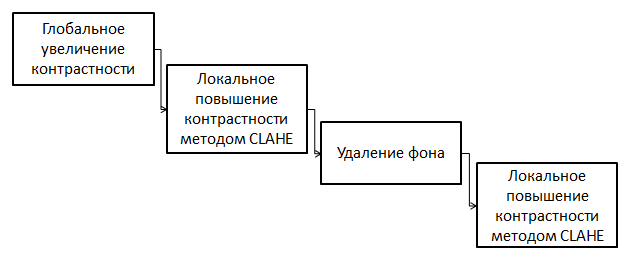 Глобальное
увеличение
контрастности
Локальное
повышение
контрастности
методом CLAHE
Удаление фона
Локальное
повышение
контрастности
методом CLAHE